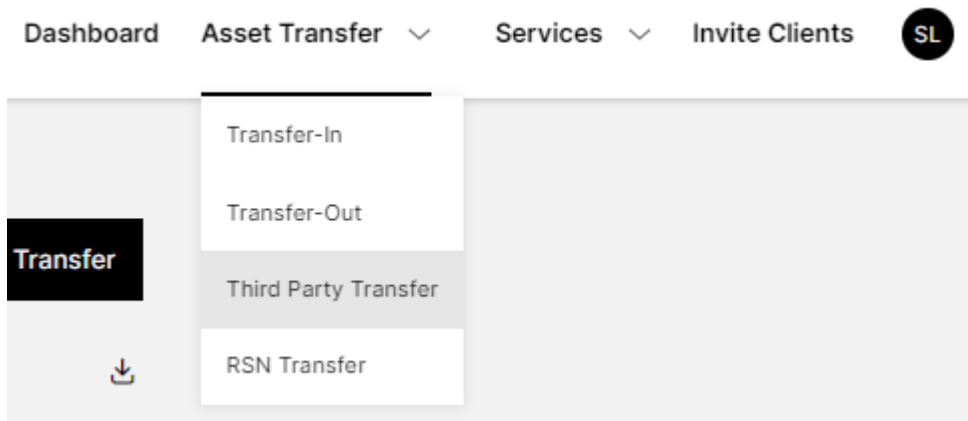 Dashboard Asset Transfer Services Invite Clients SL
Transfer-In
Transfer-Out
Transfer
Third Party Transfer
RSN Transfer